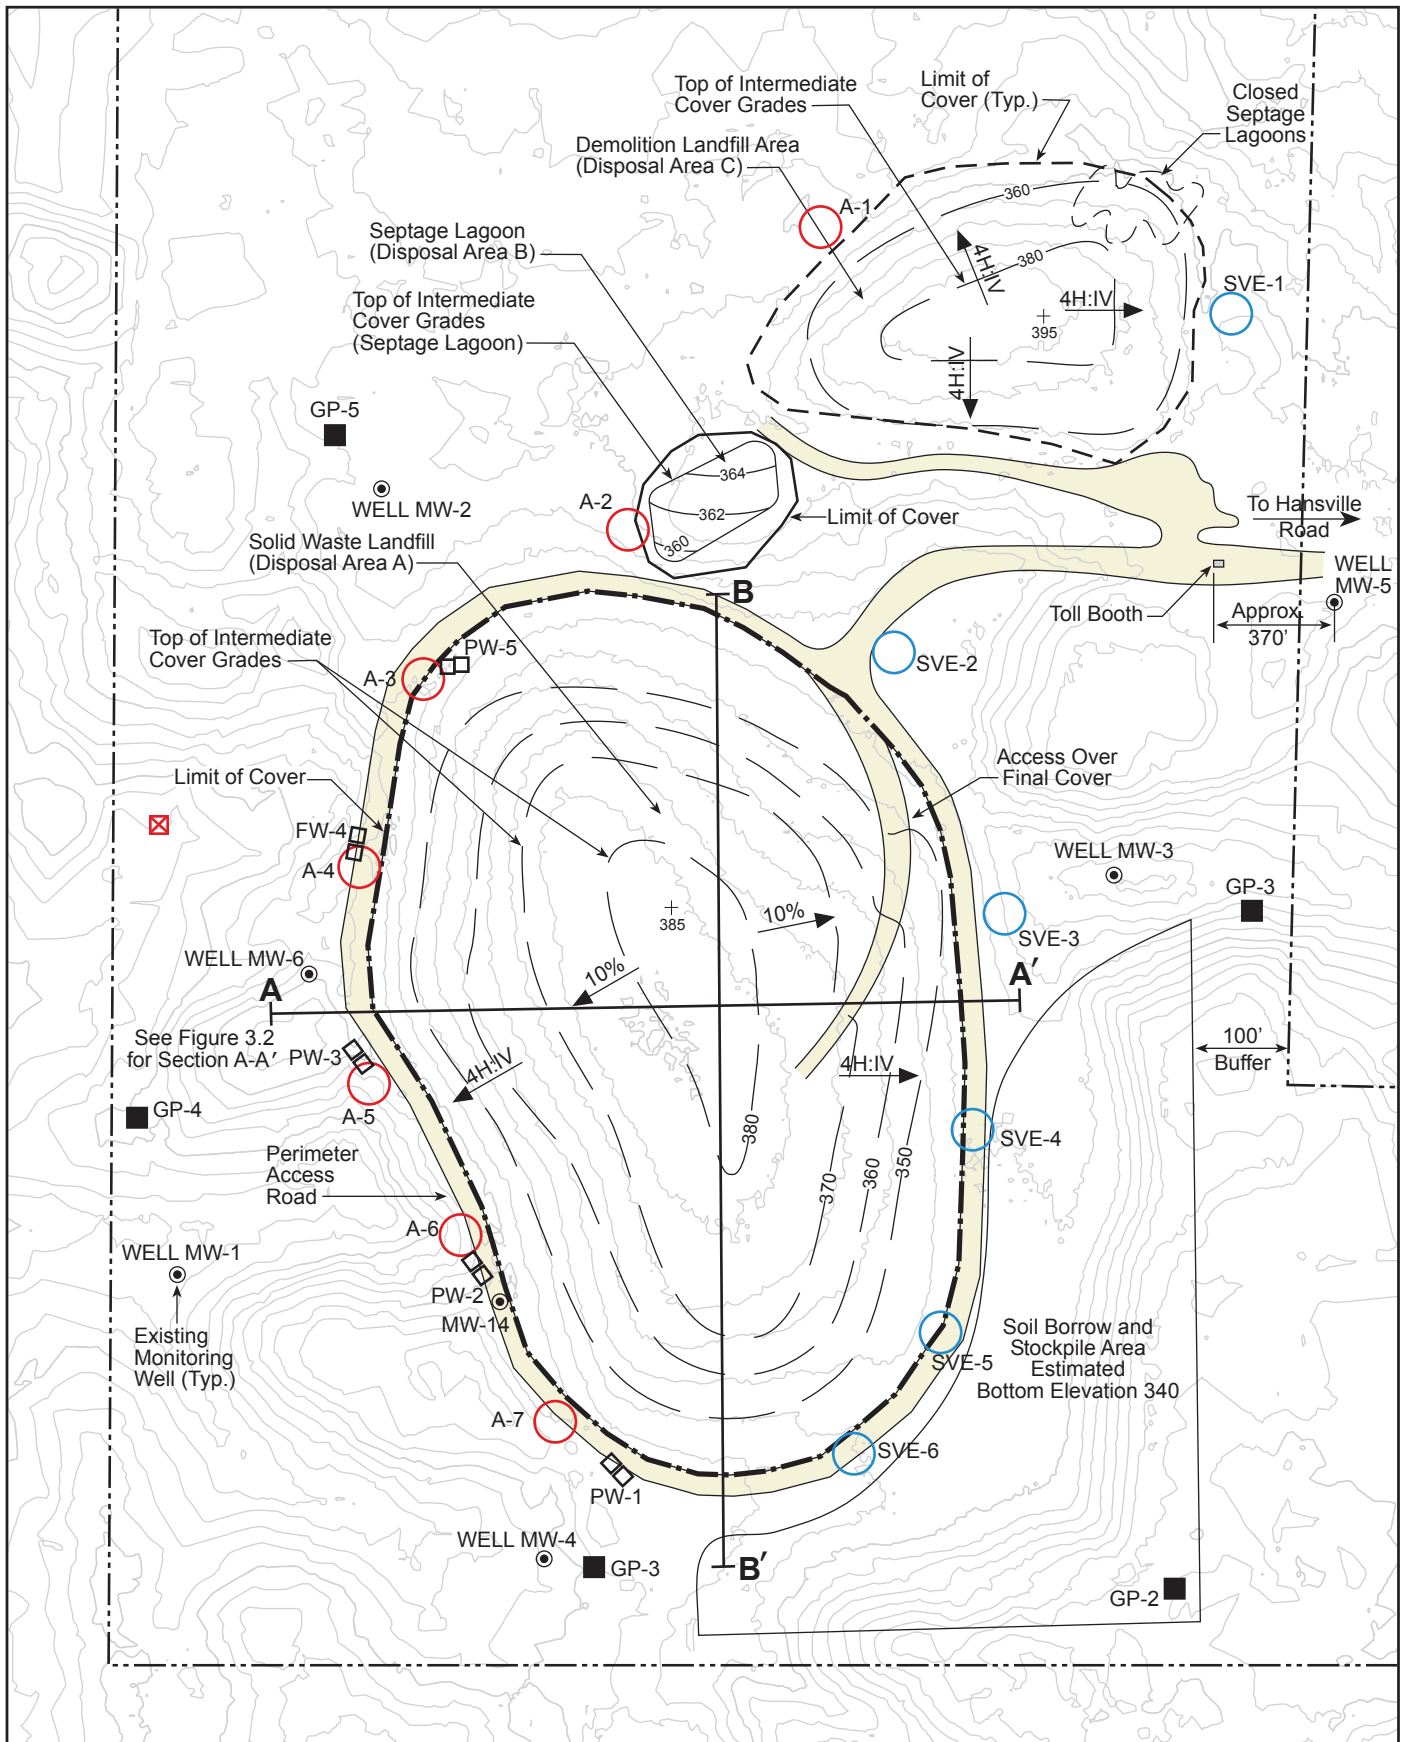 Top of Intermediate
Cover Grades
Limit of
Cover (Typ.)
Closed
Septage
Lagoons
Demolition Landfill Area
(Disposal Area C)
A-1
360
Septage Lagoon
(Disposal Area B)
380
4H:IV
4H:IV
SVE-1
395
4H:IV
Top of Intermediate
Cover Grades
(Septage Lagoon)
GP-5
364
362
360
A-2
Limit of Cover
WELL MW-2
To Hansville
Road
Solid Waste Landfill
(Disposal Area A)
WELL
MW-5
B
Toll Booth
Approx.
370'
Top of Intermediate
Cover Grades
PW-5
A-3
SVE-2
Access Over
Final Cover
Limit of Cover
FW-4
A-4
WELL MW-3
GP-3
385
10%
SVE-3
WELL MW-6
10%
A
A'
See Figure 3.2
for Section A-A'
PW-3
100'
Buffer
4H:IV
4H:IV
A-5
GP-4
380
SVE-4
370
360
350
Perimeter
Access
Road
A-6
WELL MW-1
PW-2
MW-14
Existing
Monitoring
Well (Typ.)
Soil Borrow and
Stockpile Area
Estimated
Bottom Elevation 340
SVE-5
A-7
SVE-6
PW-1
WELL MW-4
GP-3
B'
GP-2